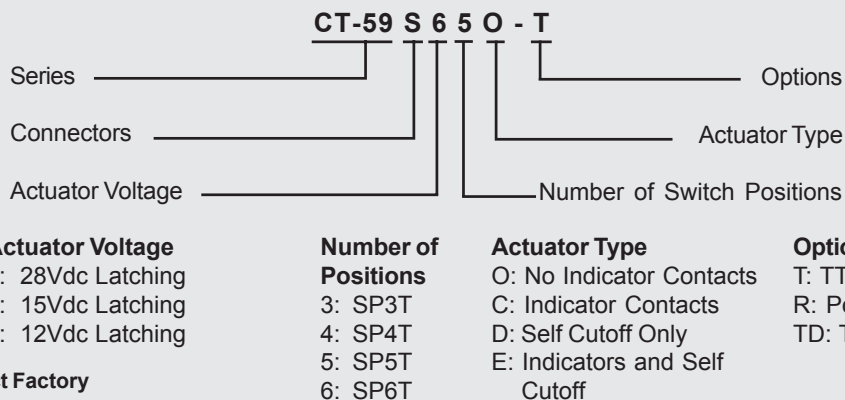 CT-59 S 6 5 O - T
Series
Options
Connectors
Actuator Type
Actuator Voltage
Number of Switch Positions
Actuator Voltage
: 28Vdc Latching
: 15Vdc Latching
: 12Vdc Latching
Factory
Number of
Positions
3: SP3T
4: SP4T
5: SP5T
6: SP6T
Actuator Type
O: No Indicator Contacts
C: Indicator Contacts
D: Self Cutoff Only
E: Indicators and Self
Cutoff
T:
R:
TD: